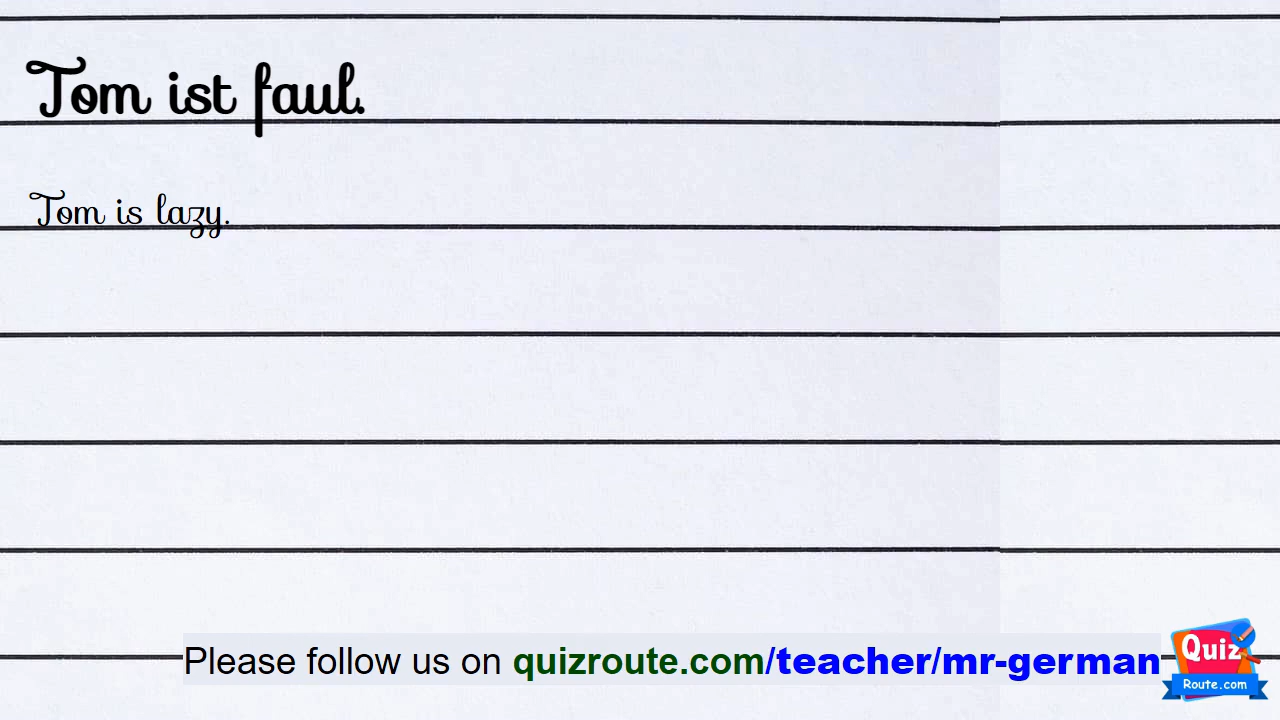 Tom ist faul.
Tom is lazy.
Please follow us on quizroute.com/teacher/mr-german
Quiz
Route.com